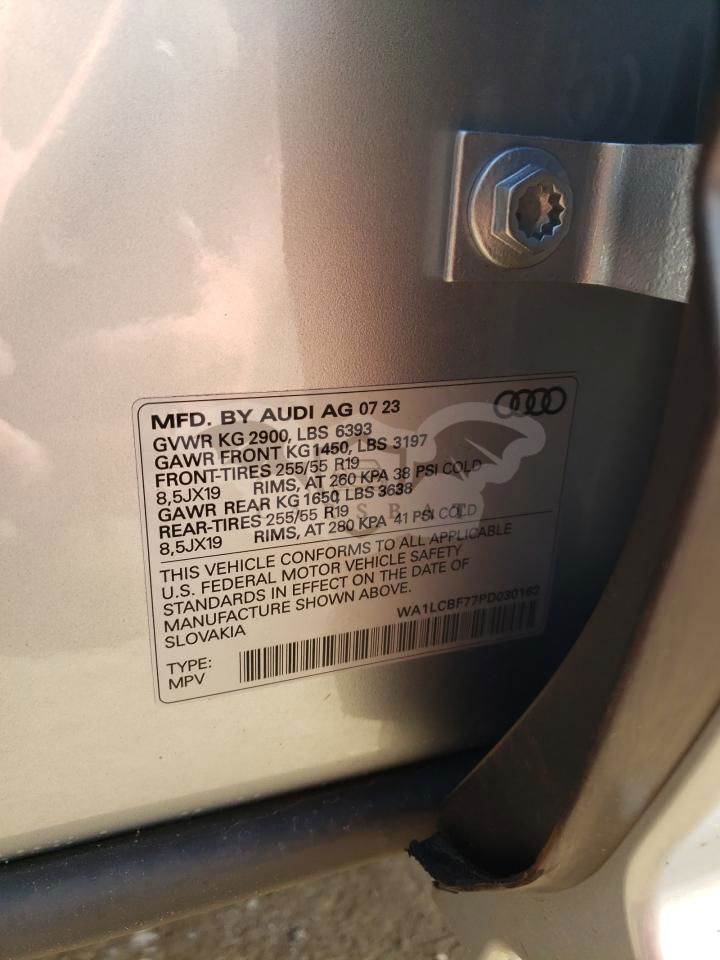 MFD. BY AUDI AG 07 23
GVWR KG 2900, LBS 6393
GAWR FRONT KG1450, LBS 3197
FRONT-TIRES 255/55 R19
8,5JX19 RIMS, AT 260 KPA 38 PSI COLD
GAWR REAR KG 1650 LBS 3638
REAR-TIRES 255/55 R19
8,5JX19 RIMS, AT 280 KPA 41 PSI COLD
THIS VEHICLE CONFORMS TO ALL APPLICABLE
U.S. FEDERAL MOTOR VEHICLE SAFETY
STANDARDS IN EFFECT ON THE DATE OF
MANUFACTURE SHOWN ABOVE.
SLOVAKIA
WA1LCBF77PD030162
TYPE:
MPV